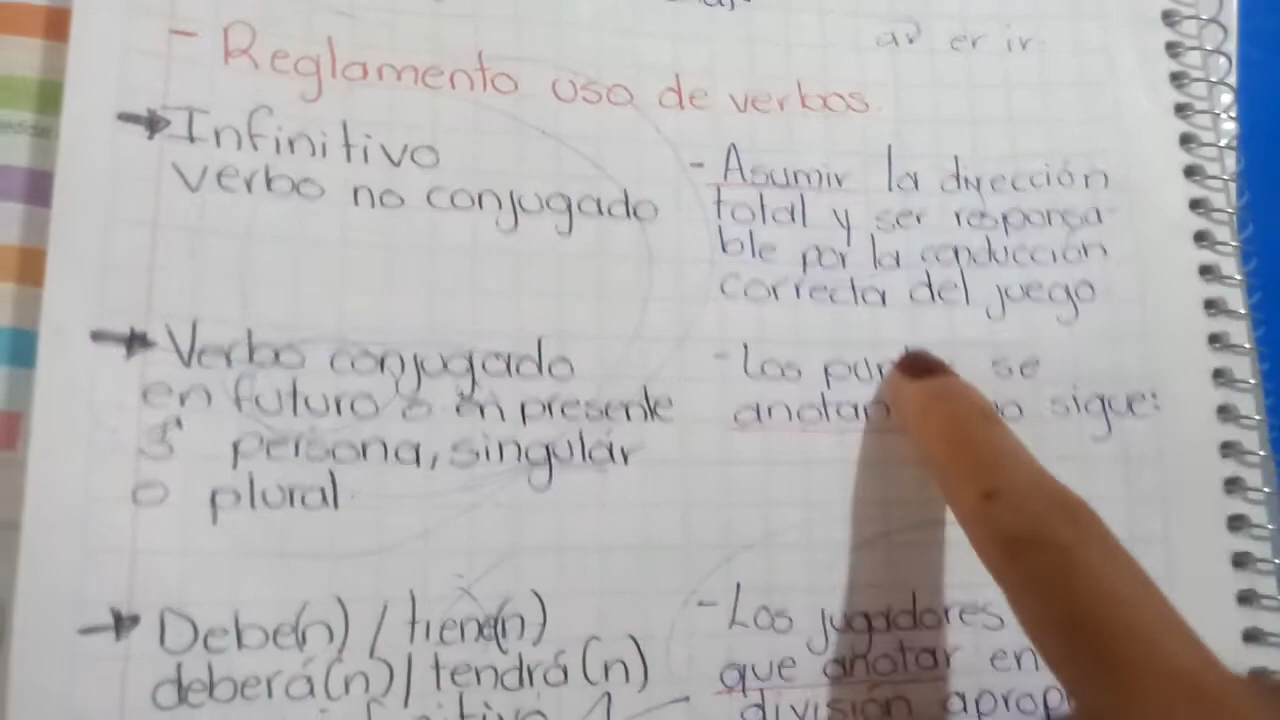 ar er ir
- Reglamento uso de verbos.
→ Infinitivo
verbo no conjugado
- Asumir la dirección
total y ser responsa
ble por la conducción
correcta del juego
→ Verbo conjugado
en futuro o en presente
3ª persona, singular
o plural.
- Los se
anotan sigue:
→ Debe(n) / tiene(n)
deberá(n) / tendrá(n)
- Los jugadores
que anotar en
división